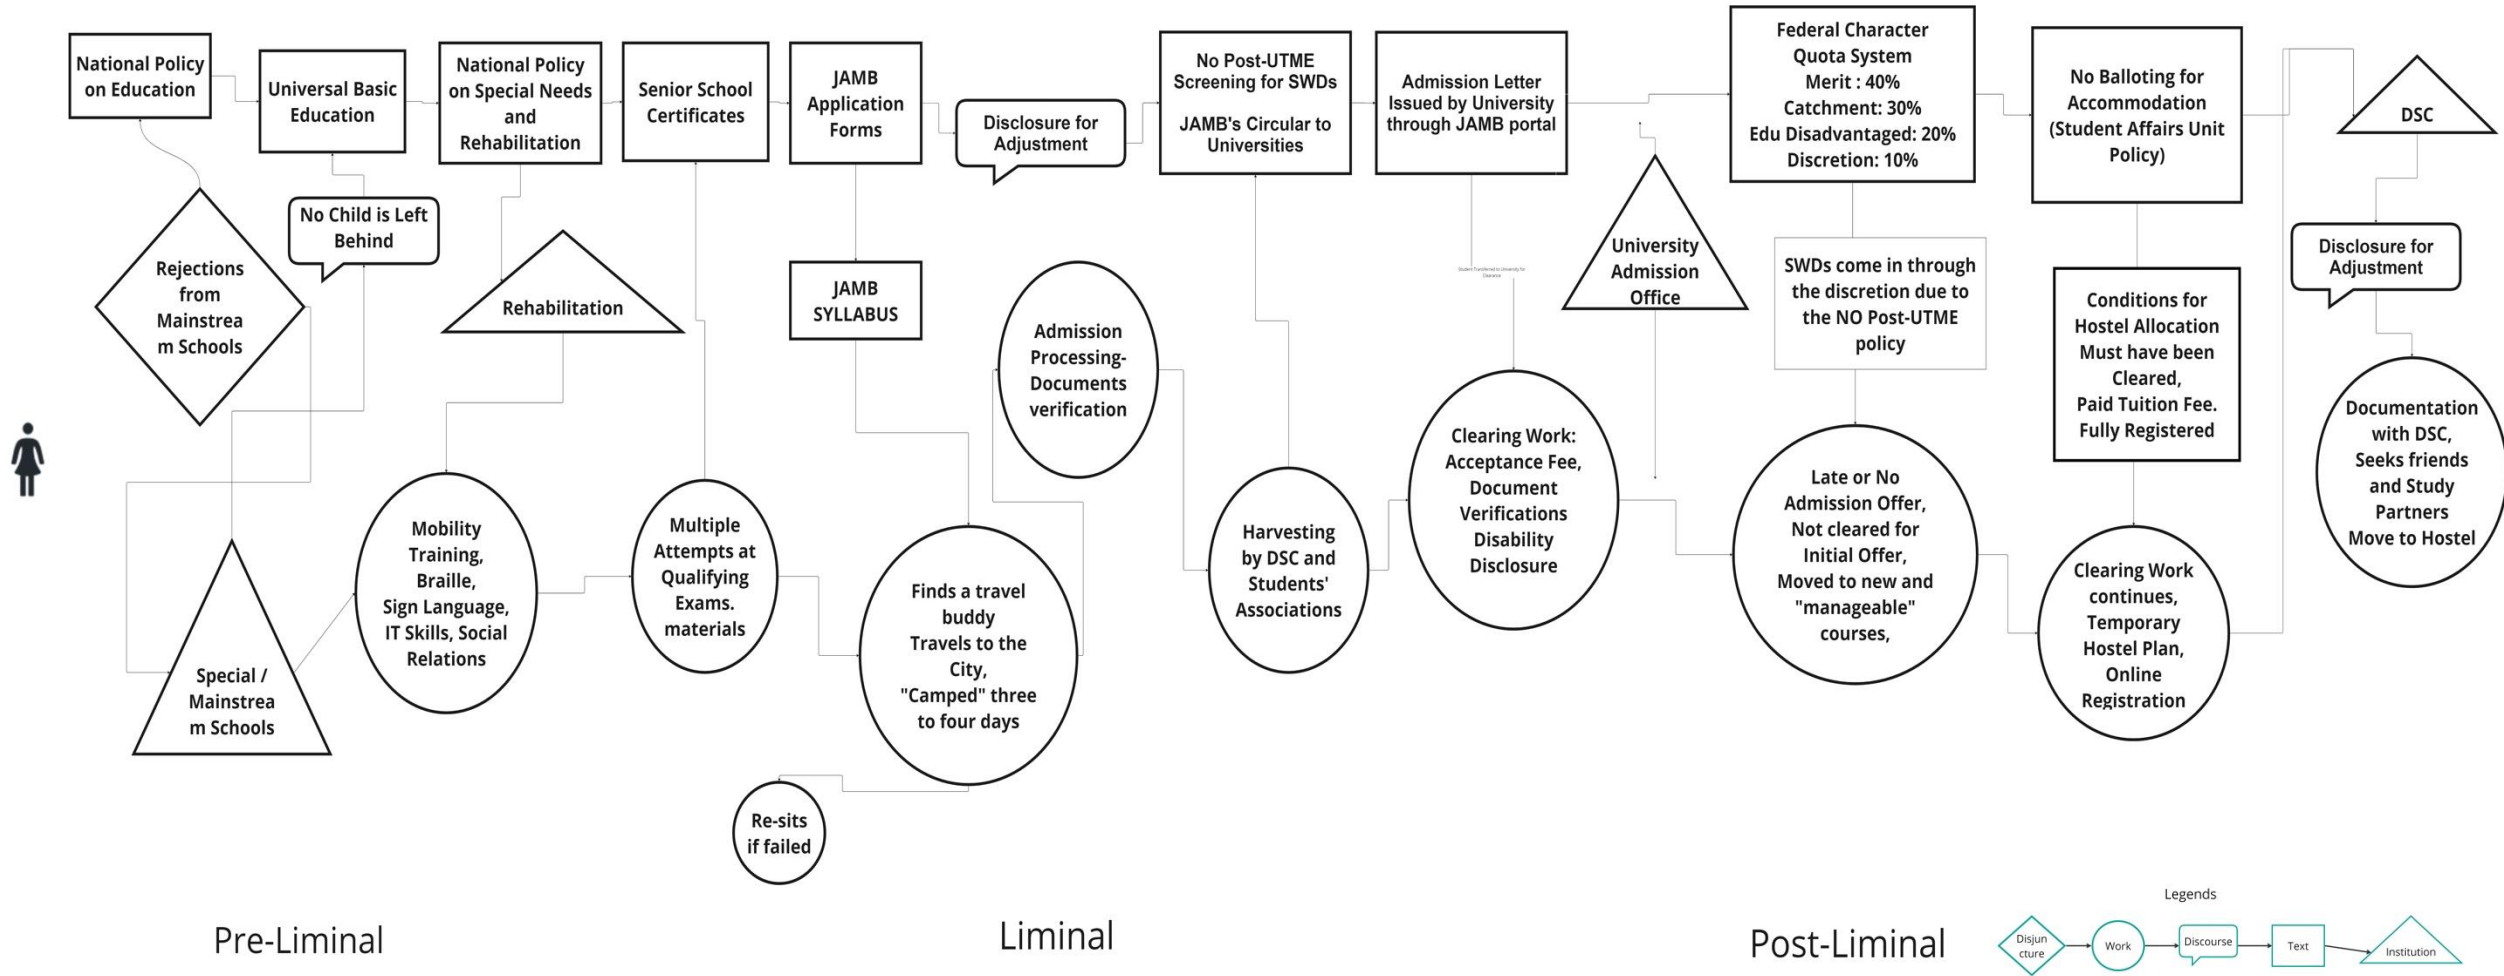 National Policy
on Education
Universal Basic
Education
National Policy
on Special Needs
and
Rehabilitation
Senior School
Certificates
JAMB
Application
Forms
Disclosure for
Adjustment
No Post-UTME
Screening for SWDs
JAMB's Circular to
Universities
Admission Letter
Issued by University
through JAMB portal
Federal Character
Quota System
Merit : 40%
Catchment: 30%
Edu Disadvantaged: 20%
Discretion: 10%
No Balloting for
Accommodation
(Student Affairs Unit
Policy)
DSC
No Child is Left
Behind
Rejections
from
Mainstrea
m Schools
Rehabilitation
JAMB
SYLLABUS
Admission
Processing-
Documents
verification
Student Transferred to University for
Clearance
University
Admission
Office
SWDs come in through
the discretion due to
the NO Post-UTME
policy
Conditions for
Hostel Allocation
Must have been
Cleared,
Paid Tuition Fee.
Fully Registered
Disclosure for
Adjustment
Documentation
with DSC,
Seeks friends
and Study
Partners
Move to Hostel
Special /
Mainstrea
m Schools
Mobility
Training,
Braille,
Sign Language,
IT Skills, Social
Relations
Multiple
Attempts at
Qualifying
Exams.
materials
Finds a travel
buddy
Travels to the
City,
"Camped" three
to four days
Harvesting
by DSC and
Students'
Associations
Clearing Work:
Acceptance Fee,
Document
Verifications
Disability
Disclosure
Late or No
Admission Offer,
Not cleared for
Initial Offer,
Moved to new and
"manageable"
courses,
Clearing Work
continues,
Temporary
Hostel Plan,
Online
Registration
Re-sits
if failed
Pre-Liminal
Liminal
Post-Liminal
Legends
Disjun
cture
Work
Discourse
Text
Institution